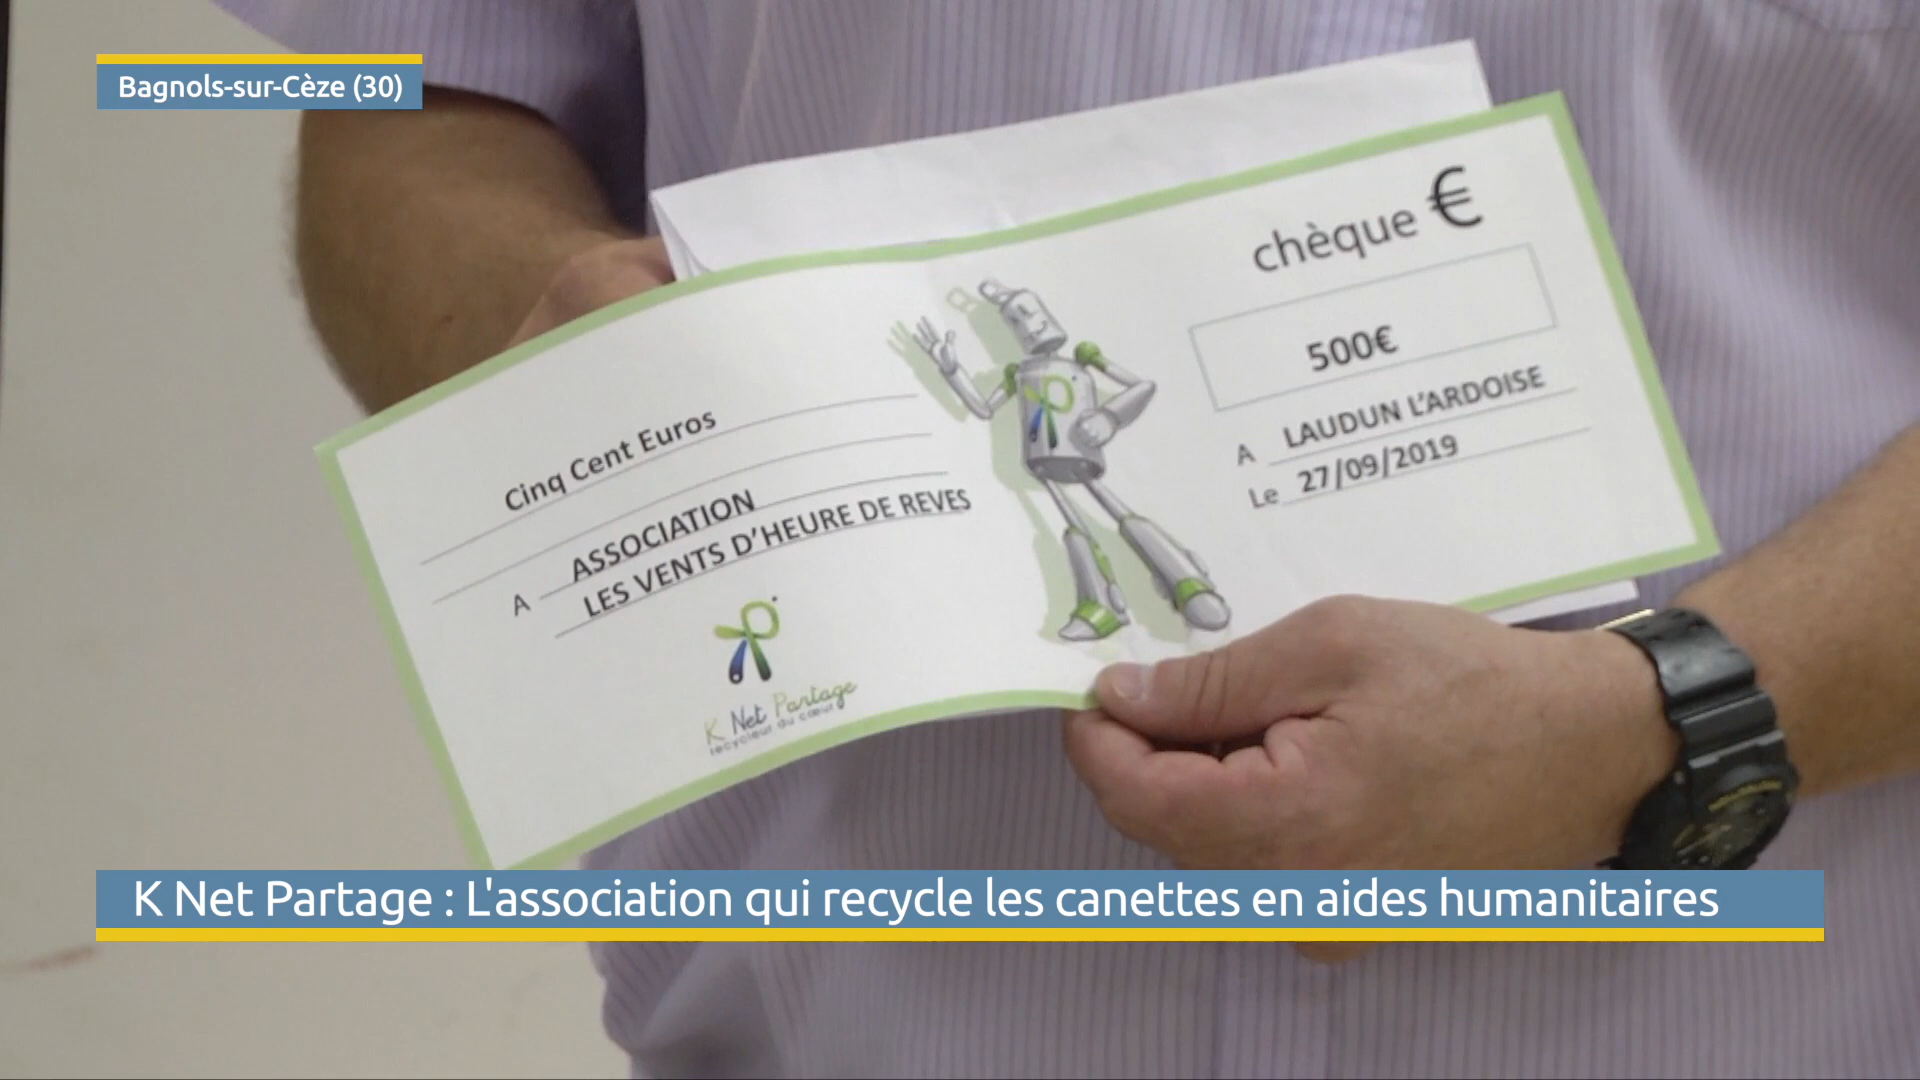 Bagnols-sur-Cèze (30)
chèque €
500€
A LAUDUN L'ARDOISE
Le 27/09/2019
Cinq Cent Euros
A ASSOCIATION
LES VENTS D'HEURE DE REVES
K Net Partage
recycleur du cœur
K Net Partage : L'association qui recycle les canettes en aides humanitaires